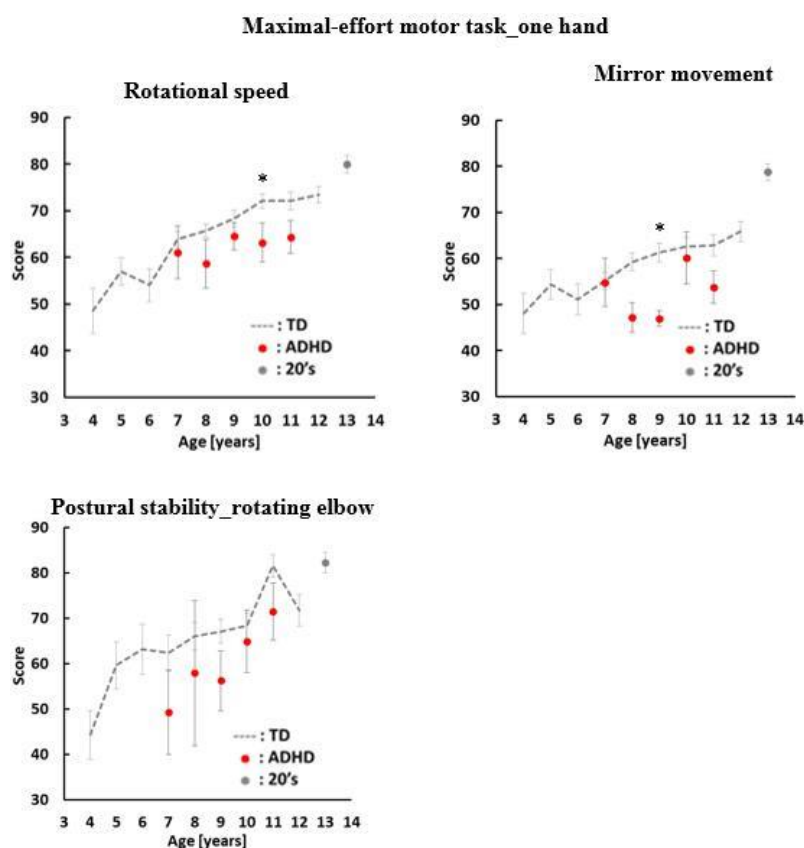 Maximal-effort motor task_one hand
Rotational speed
90
80
70
60
50
40
30
Score
*
: TD
: ADHD
: 20's
3 4 5 6 7 8 9 10 11 12 13 14
Age [years]
Mirror movement
90
80
70
60
50
40
30
Score
*
: TD
: ADHD
: 20's
3 4 5 6 7 8 9 10 11 12 13 14
Age [years]
Postural stability_rotating elbow
90
80
70
60
50
40
30
Score
: TD
: ADHD
: 20's
3 4 5 6 7 8 9 10 11 12 13 14
Age [years]